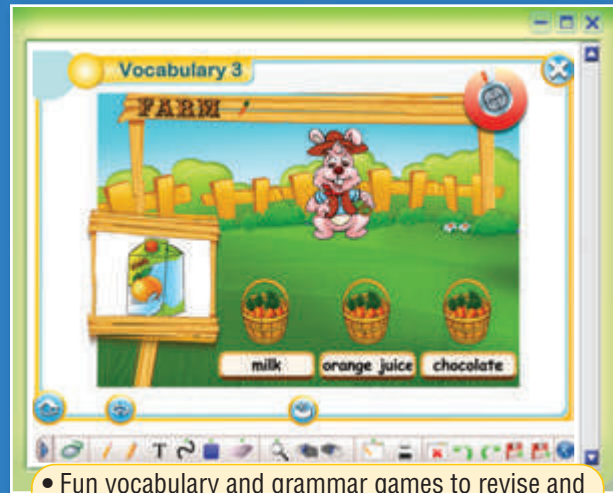 Vocabulary 3
FARM
milk orange juice chocolate
T
• Fun vocabulary and grammar games to revise and